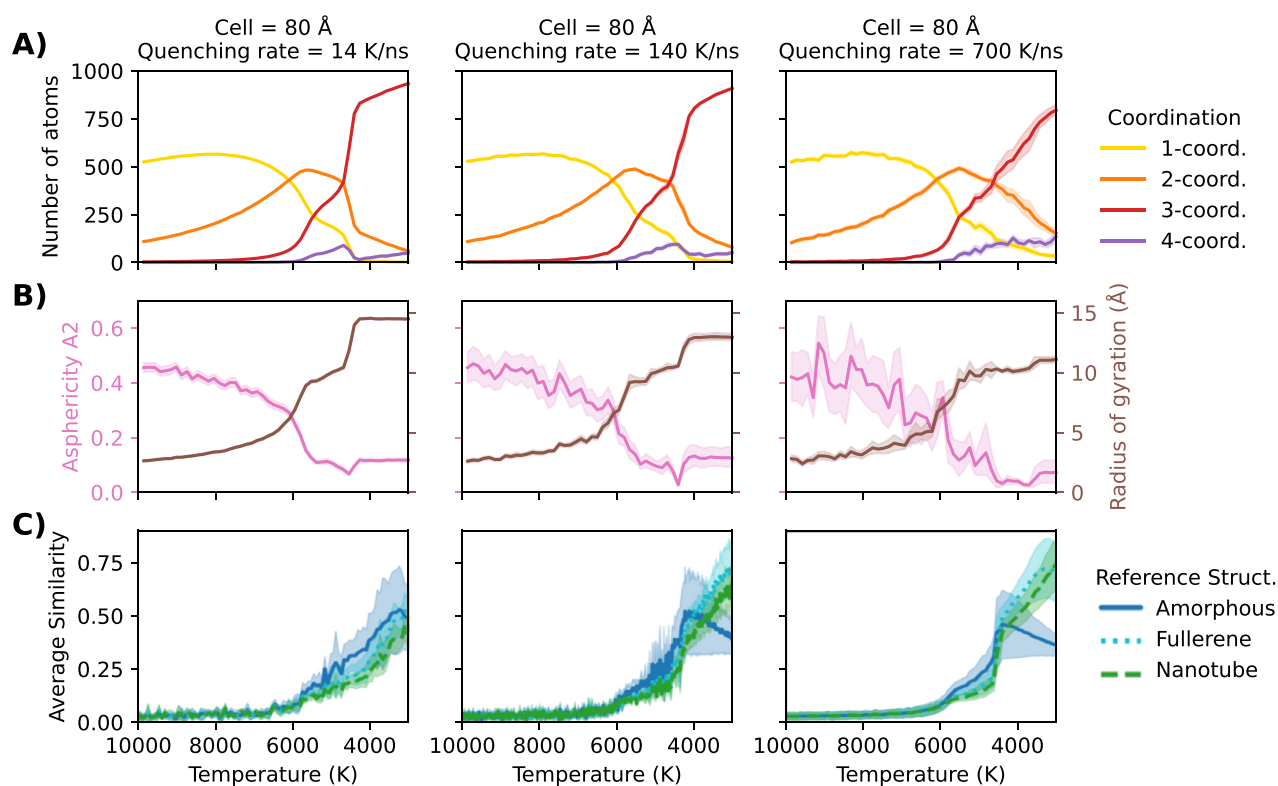 A)
Cell = 80 Å
Quenching rate = 14 K/ns
Cell = 80 Å
Quenching rate = 140 K/ns
Cell = 80 Å
Quenching rate = 700 K/ns
Number of atoms
1000
750
500
250
0
Coordination
1-coord.
2-coord.
3-coord.
4-coord.
B)
Asphericity A2
0.6
0.4
0.2
0.0
15
10
5
0
Radius of gyration (Å)
C)
Average Similarity
0.75
0.50
0.25
0.00
10000 8000 6000 4000
10000 8000 6000 4000
10000 8000 6000 4000
Temperature (K)
Temperature (K)
Temperature (K)
Reference Struct.
Amorphous
Fullerene
Nanotube